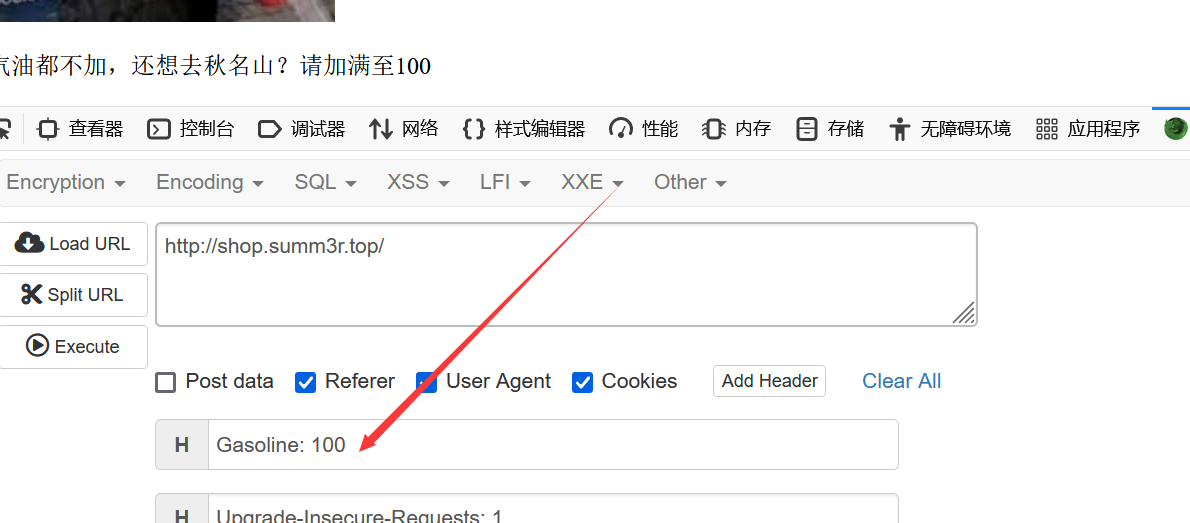 汽油都不加，还想去秋名山？请加满至100
查看器 控制台 调试器 网络 样式编辑器 性能 内存 存储 无障碍环境 应用程序
Encryption Encoding SQL XSS LFI XXE Other
Load URL
http://shop.summ3r.top/
Split URL
Execute
Post data Referer User Agent Cookies Add Header Clear All
H Gasoline: 100
H Upgrade-Insecure-Requests: 1